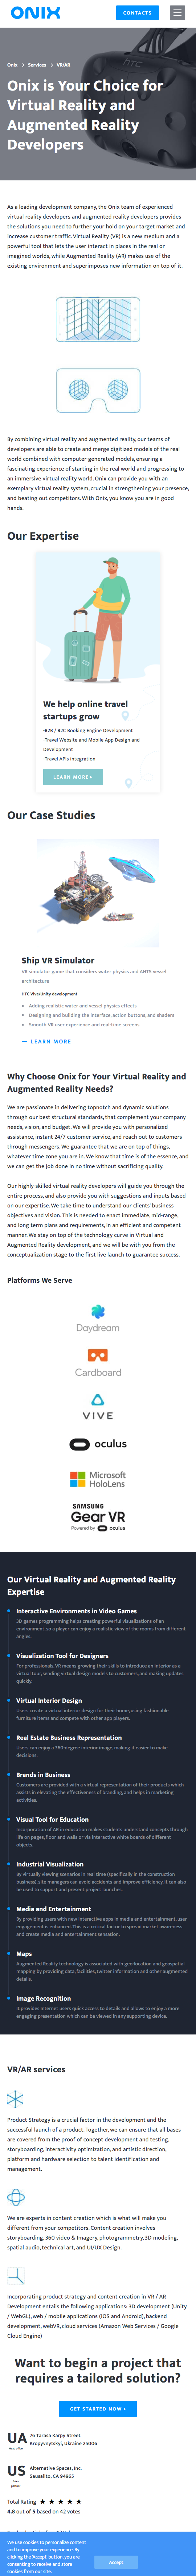 ONIX
CONTACTS
Onix > Services > VR/AR
Onix is Your Choice for
Virtual Reality and
Augmented Reality
Developers
As a leading development company, the Onix team of experienced
virtual reality developers and augmented reality developers provides
the solutions you need to further your hold on your target market and
increase customer traffic. Virtual Reality (VR) is a new medium and a
powerful tool that lets the user interact in places in the real or
imagined worlds, while Augmented Reality (AR) makes use of the
existing environment and superimposes new information on top of it.
By combining virtual reality and augmented reality, our teams of
developers are able to create and merge digitized models of the real
world combined with computer-generated models, ensuring a
fascinating experience of starting in the real world and progressing to
an immersive virtual reality world. Onix can provide you with an
exemplary virtual reality system, crucial in strengthening your presence,
and beating out competitors. With Onix, you know you are in good
hands.
Our Expertise
We help online travel
startups grow
-B2B / B2C Booking Engine Development
-Travel Website and Mobile App Design and
Development
-Travel APIs Integration
LEARN MORE
Our Case Studies
Ship VR Simulator
VR simulator game that considers water physics and AHTS vessel
architecture
HTC Vive/Unity development
Adding realistic water and vessel physics effects
Designing and building the interface, action buttons, and shaders
Smooth VR user experience and real-time screens
— LEARN MORE
Why Choose Onix for Your Virtual Reality and
Augmented Reality Needs?
We are passionate in delivering topnotch and dynamic solutions
through our best structural standards, that complement your company
needs, vision, and budget. We will provide you with personalized
assistance, instant 24/7 customer service, and reach out to customers
through messengers. We guarantee that we are on top of things,
whatever time zone you are in. We know that time is of the essence, and
we can get the job done in no time without sacrificing quality.
Our highly-skilled virtual reality developers will guide you through the
entire process, and also provide you with suggestions and inputs based
on our expertise. We take time to understand our clients' business
objectives and vision. This is needed to enact immediate, mid-range,
and long term plans and requirements, in an efficient and competent
manner. We stay on top of the technology curve in Virtual and
Augmented Reality development, and we will be with you from the
conceptualization stage to the first live launch to guarantee success.
Platforms We Serve
Daydream
Cardboard
VIVE
oculus
Microsoft
HoloLens
SAMSUNG
Gear VR
Powered by oculus
Our Virtual Reality and Augmented Reality
Expertise
Interactive Environments in Video Games
3D games programming helps creating powerful visualizations of an
environment, so a player can enjoy a realistic view of the rooms from different
angles.
Visualization Tool for Designers
For professionals, VR means growing their skills to introduce an interior as a
virtual tour, sending virtual design models to customers, and making updates
quickly.
Virtual Interior Design
Users create a virtual interior design for their home, using fashionable
furniture items and compete with other app players.
Real Estate Business Representation
Users can enjoy a 360-degree interior image, making it easier to make
decisions.
Brands in Business
Customers are provided with a virtual representation of their products which
assists in elevating the effectiveness of branding, and helps in marketing
activities.
Visual Tool for Education
Incorporation of AR in education makes students understand concepts through
life on pages, floor and walls or via interactive white boards of different
objects.
Industrial Visualization
By virtually viewing scenarios in real time (specifically in the construction
business), site managers can avoid accidents and improve efficiency. It can also
be used to support and present project launches.
Media and Entertainment
By providing users with new interactive apps in media and entertainment, user
engagement is enhanced. This is a critical factor to spread market awareness
and create media and entertainment sensation.
Maps
Augmented Reality technology is associated with geo-location and geospatial
mapping by providing data, facilities, twitter information and other augmented
details.
Image Recognition
It provides Internet users quick access to details and allows to enjoy a more
engaging presentation which can be viewed in any supporting device.
VR/AR services
Product Strategy is a crucial factor in the development and the
successful launch of a product. Together, we can ensure that all bases
are covered from the proof of concept development and testing,
storyboarding, interactivity optimization, and artistic direction,
platform and hardware selection to talent identification and
management.
We are experts in content creation which is what will make you
different from your competitors. Content creation involves
storyboarding, 360 video & imagery, photogrammetry, 3D modeling,
spatial audio, technical art, and UI/UX Design.
Incorporating product strategy and content creation in VR / AR
Development entails the following applications: 3D development (Unity
/ WebGL), web / mobile applications (iOS and Android), backend
development, webVR, cloud services (Amazon Web Services / Google
Cloud Engine)
Want to begin a project that
requires a tailored solution?
GET STARTED NOW
UA
76 Tarasa Karpy Street
Kropyvnytskyi, Ukraine 25006
US
Alternative Spaces, Inc.
Sausalito, CA 94965
Total Rating
4.8 out of 5 based on 42 votes
We use cookies to personalize content
and to improve your experience. By
clicking the 'Accept' button, you are
consenting to receive and store
cookies from our site.
Accept